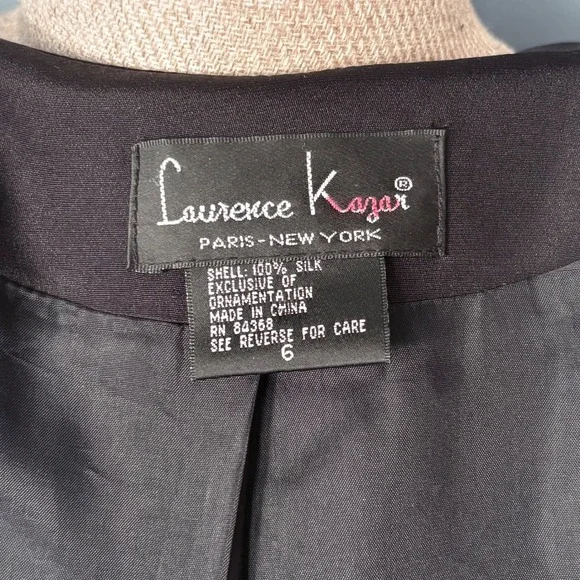 Laurence Kazar®
PARIS-NEW YORK
SHELL: 100% SILK
EXCLUSIVE OF
ORNAMENTATION
MADE IN CHINA
RN 84368
SEE REVERSE FOR CARE
6